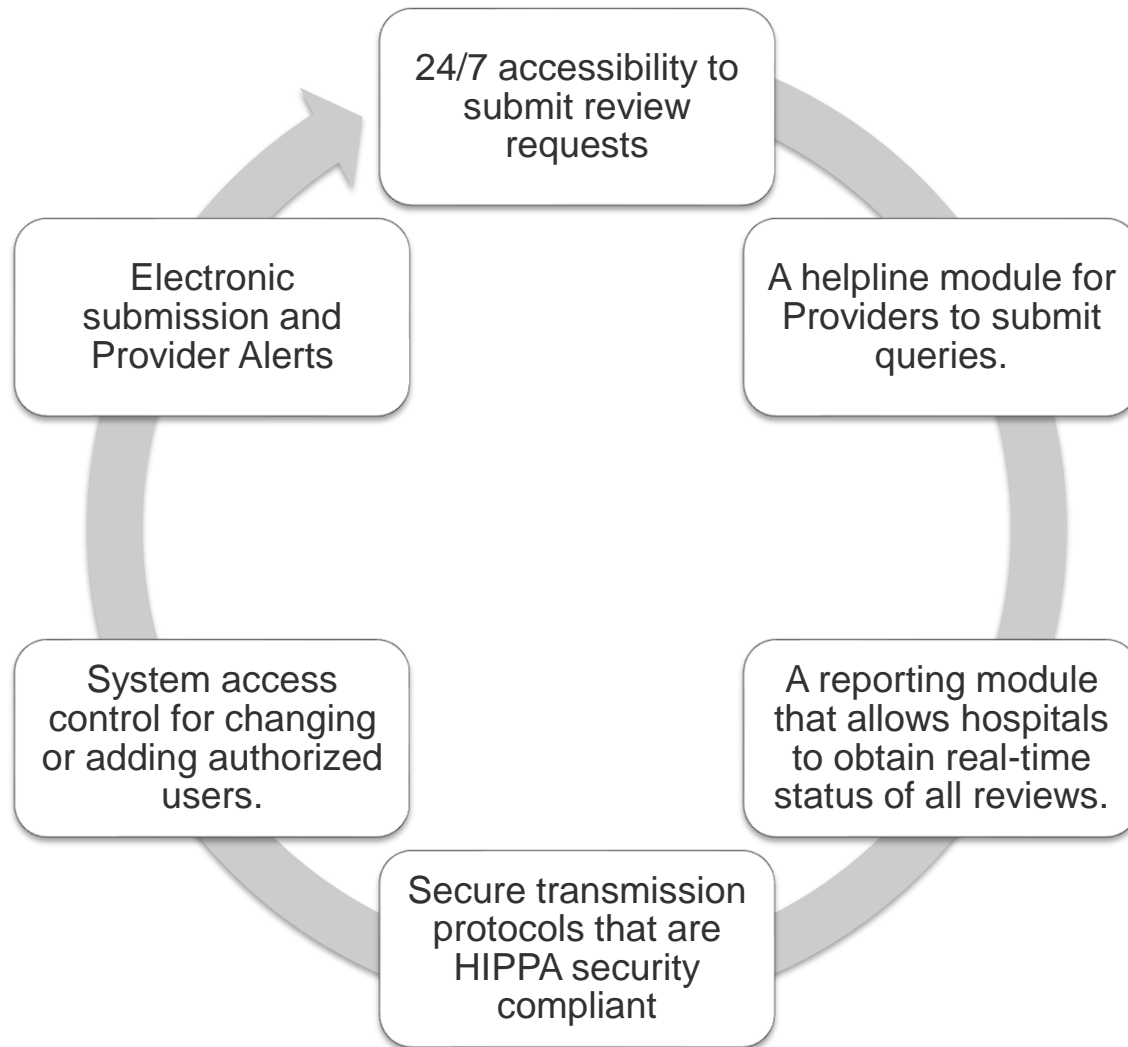 24/7 accessibility to
submit review
requests
A helpline module for
Providers to submit
queries.
A reporting module
that allows hospitals
to obtain real-time
status of all reviews.
Secure transmission
protocols that are
HIPPA security
compliant
System access
control for changing
or adding authorized
users.
Electronic
submission and
Provider Alerts